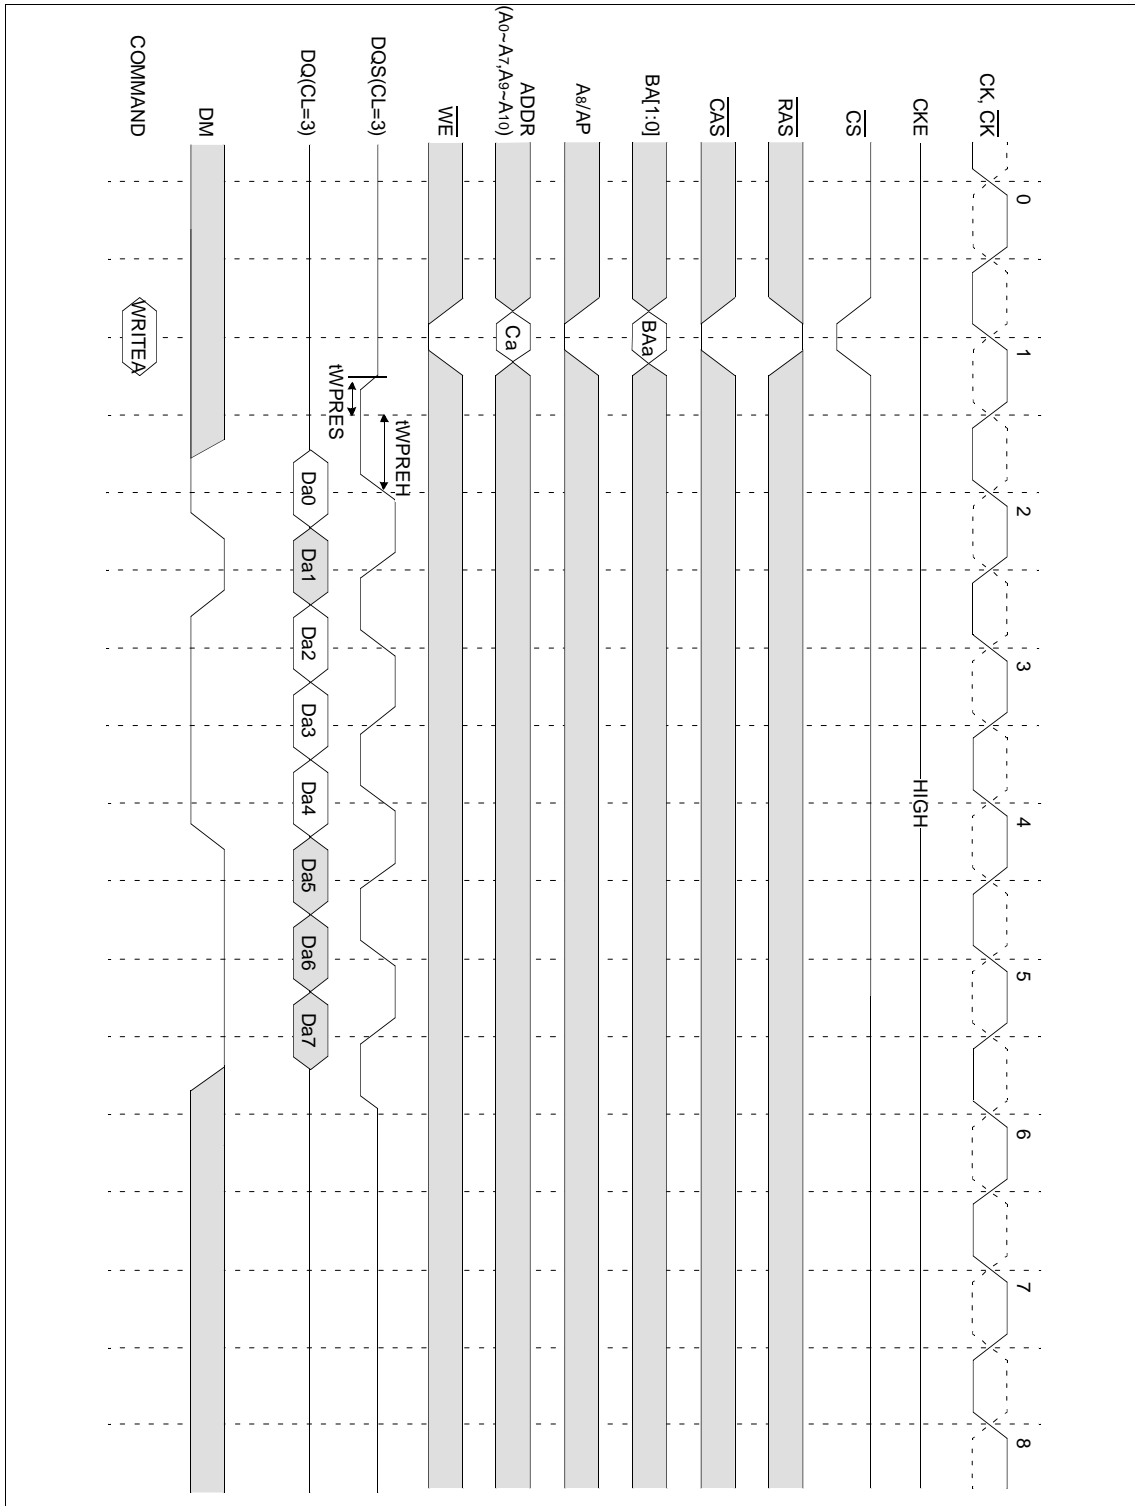 0 1 2 3 4 5 6 7 8
CK, CK
CKE HIGH
CS
RAS
CAS
BA[1:0] BAa
A8/AP
ADDR
(A0~A7,A9~A10) Ca
WE
tWPREH
DQS(CL=3)
tWPRES
DQ(CL=3) Da0 Da1 Da2 Da3 Da4 Da5 Da6 Da7
DM
COMMAND WRITEA